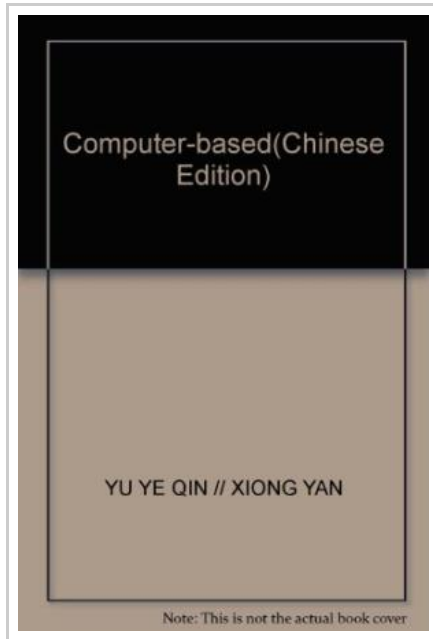 Computer-based(Chinese
Edition)
YU YE QIN // XIONG YAN
Note: This is not the actual book cover